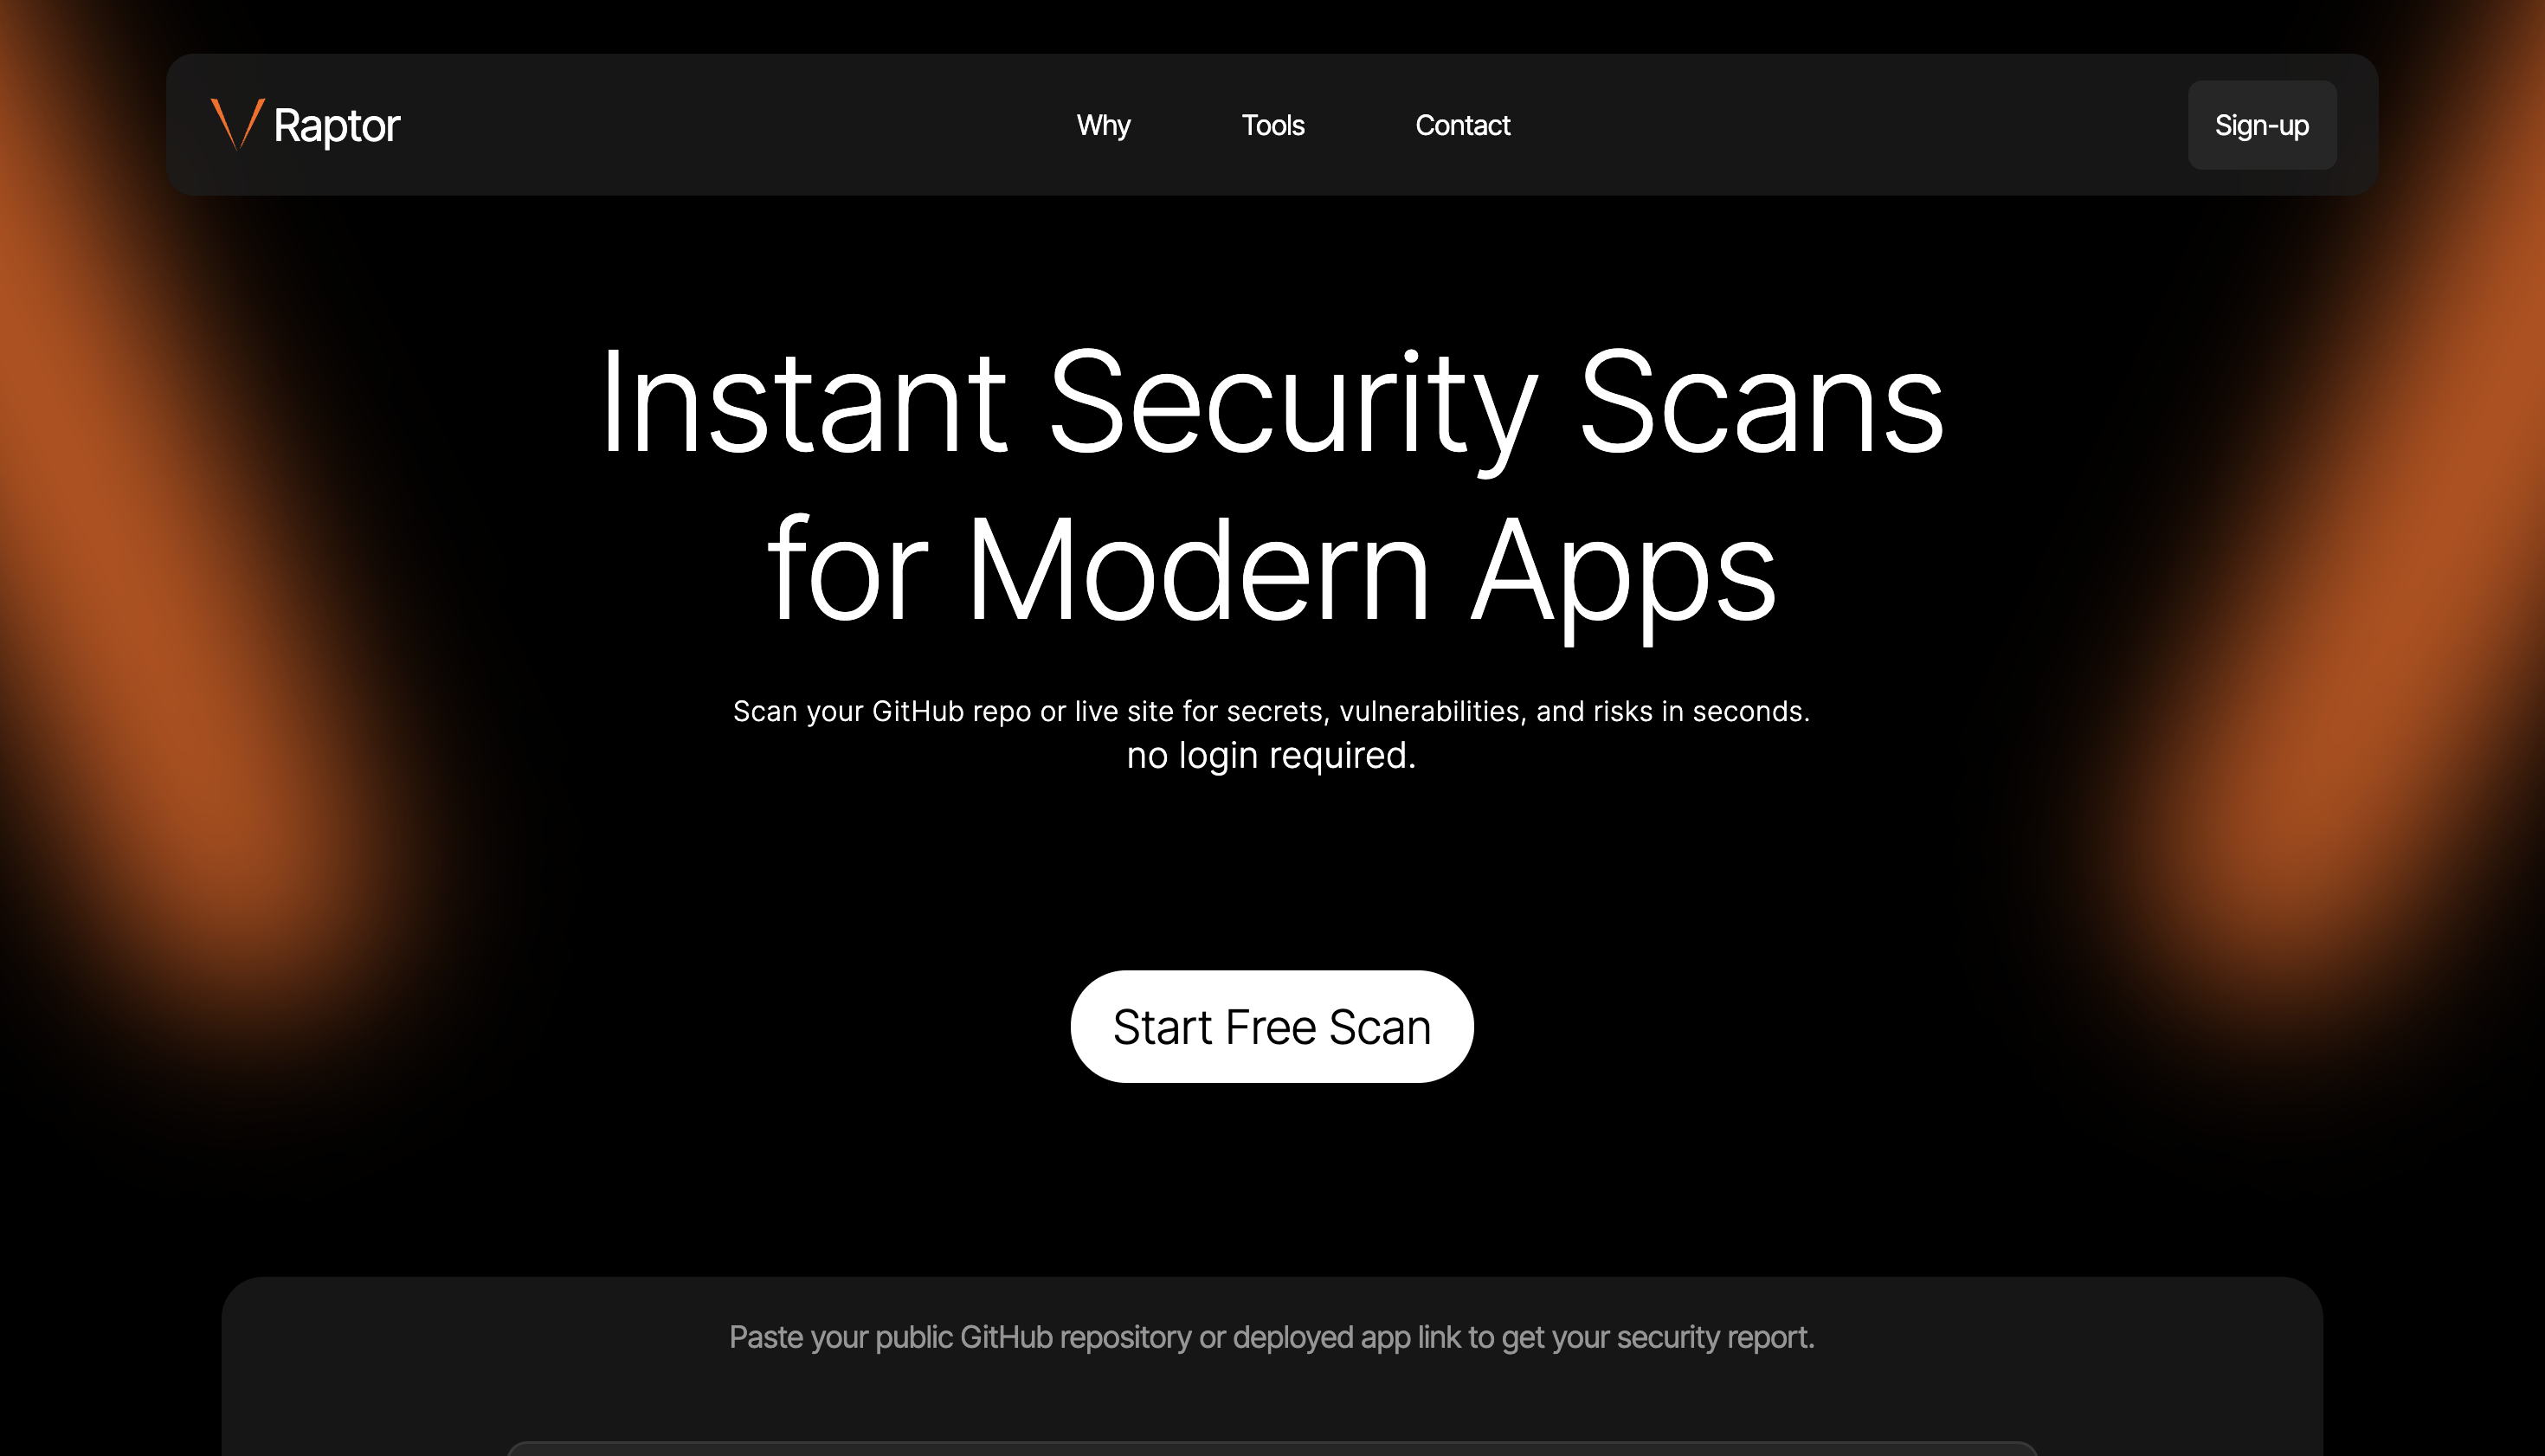 Raptor
Why
Tools
Contact
Sign-up
Instant Security Scans
for Modern Apps
Scan your GitHub repo or live site for secrets, vulnerabilities, and risks in seconds.
no login required.
Start Free Scan
Paste your public GitHub repository or deployed app link to get your security report.